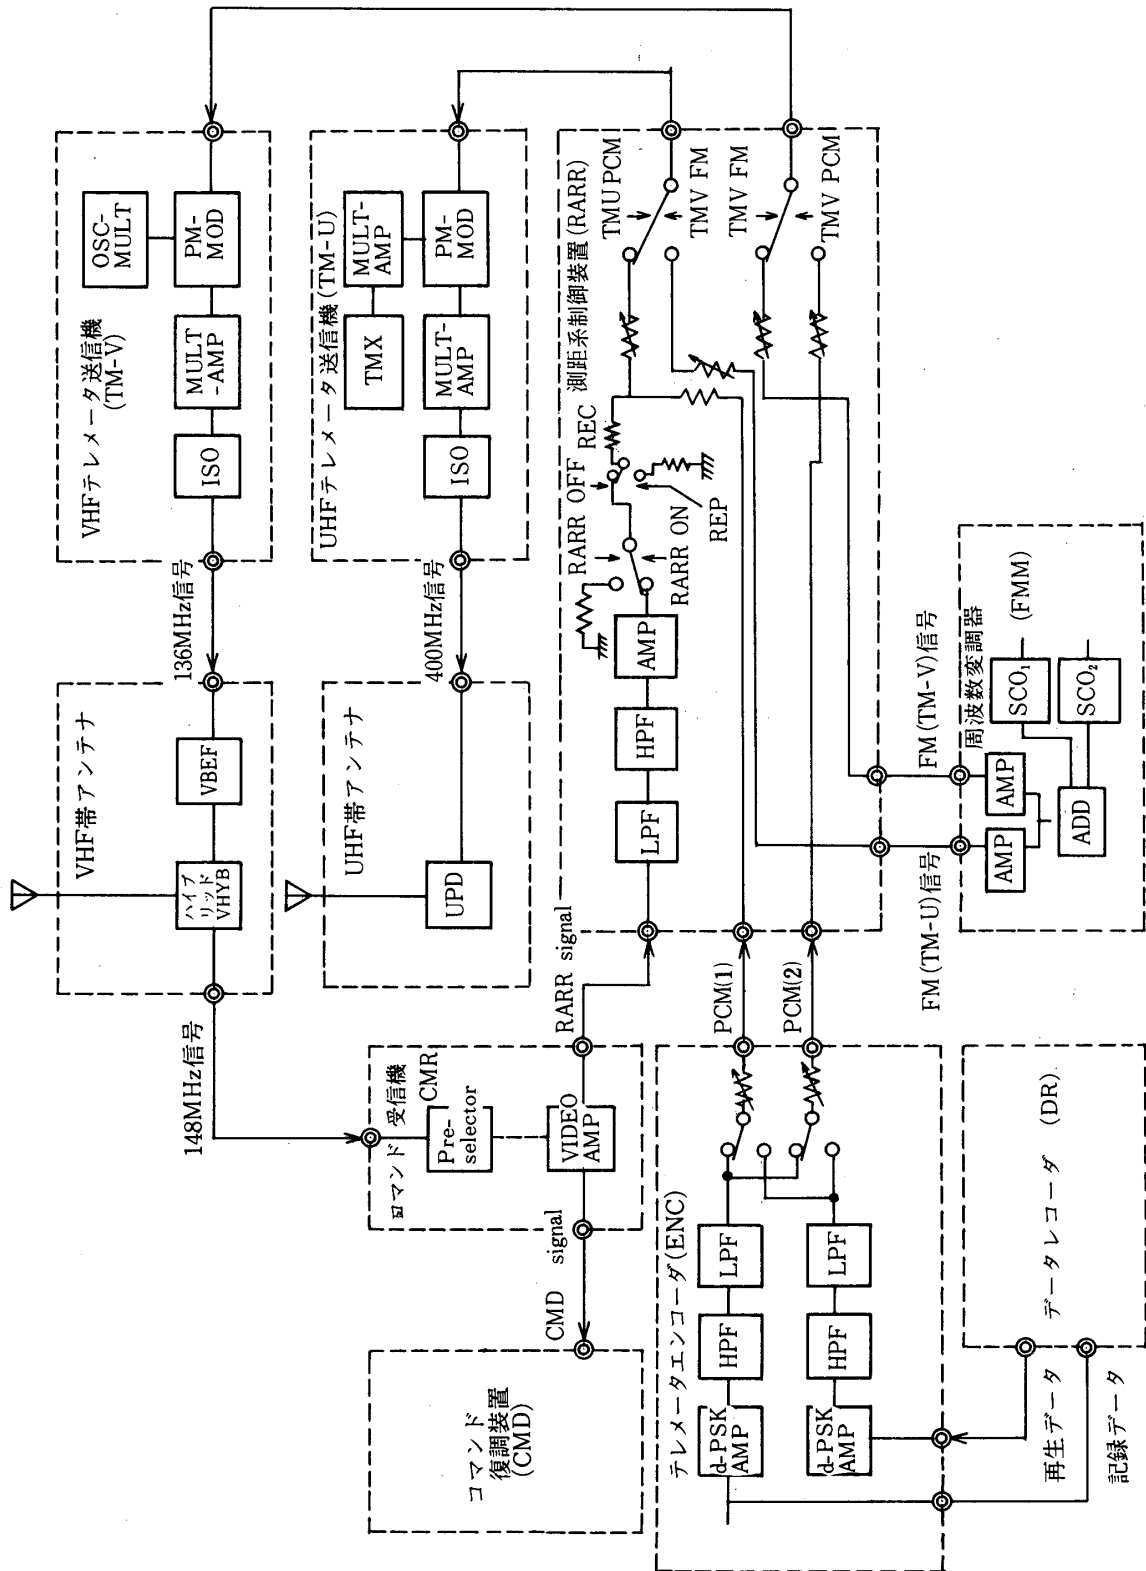 VHF帯アンテナ
ハイブ
リッド
VHYB
VBEF
136MHz信号
148MHz信号
VHFテレメータ送信機
(TM-V)
ISO
MULT
-AMP
PM-
MOD
OSC-
MULT
UHF帯アンテナ
UPD
400MHz信号
UHFテレメータ送信機(TM-U)
ISO
MULT-
AMP
PM-
MOD
TMX
MULT-
AMP
コマンド
復調装置
(CMD)
CMD signal
コマンド 受信機
CMR
Pre-
selector
VIDEO
AMP
RARR signal
測距系制御装置(RARR)
LPF
HPF
AMP
RARR OFF
RARR ON
REC
REP
TMU PCM
TMV FM
TMV FM
TMV PCM
テレメータエンコーダ(ENC)
d-PSK
AMP
HPF
LPF
d-PSK
AMP
HPF
LPF
PCM(1)
PCM(2)
FM(TM-U)信号
FM(TM-V)信号
周波数変調器
(FMM)
AMP
AMP
ADD
SCO₁
SCO₂
再生データ
記録データ
データレコーダ (DR)